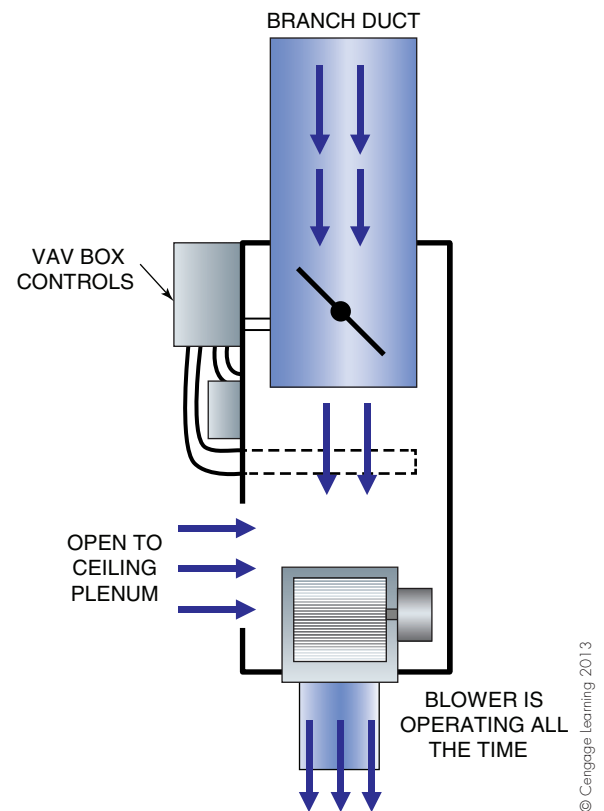 BRANCH DUCT
VAV BOX
CONTROLS
OPEN TO
CEILING
PLENUM
BLOWER IS
OPERATING ALL
THE TIME
© Cengage Learning 2013